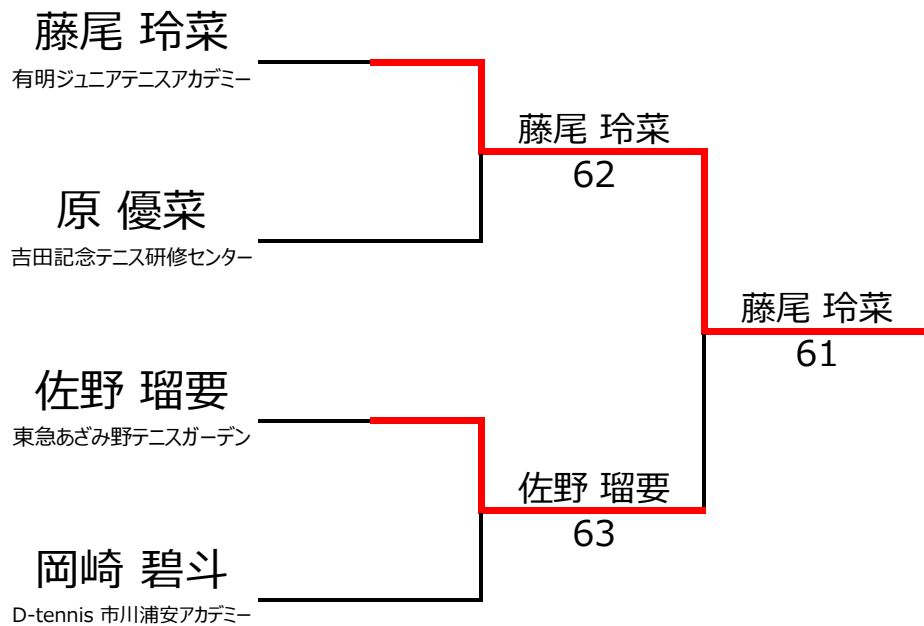 藤尾 玲菜
有明ジュニアテニスアカデミー
原 優菜
吉田記念テニス研修センター
佐野 瑠要
東急あざみ野テニスガーデン
岡崎 碧斗
D-tennis 市川浦安アカデミー
藤尾 玲菜
62
佐野 瑠要
63
藤尾 玲菜
61